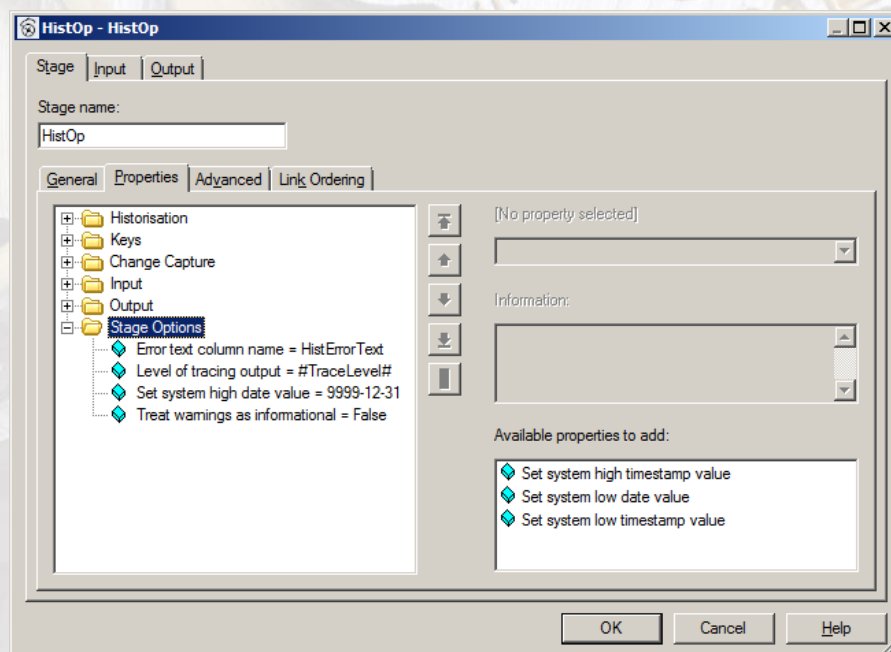 HistOp - HistOp
Stage Input Output
Stage name:
HistOp
General Properties Advanced Link Ordering
Historisation
Keys
Change Capture
Input
Output
Stage Options
Error text column name = HistErrorText
Level of tracing output = #TraceLevel#
Set system high date value = 9999-12-31
Treat warnings as informational = False
[No property selected]
Information:
Available properties to add:
Set system high timestamp value
Set system low date value
Set system low timestamp value
OK Cancel Help